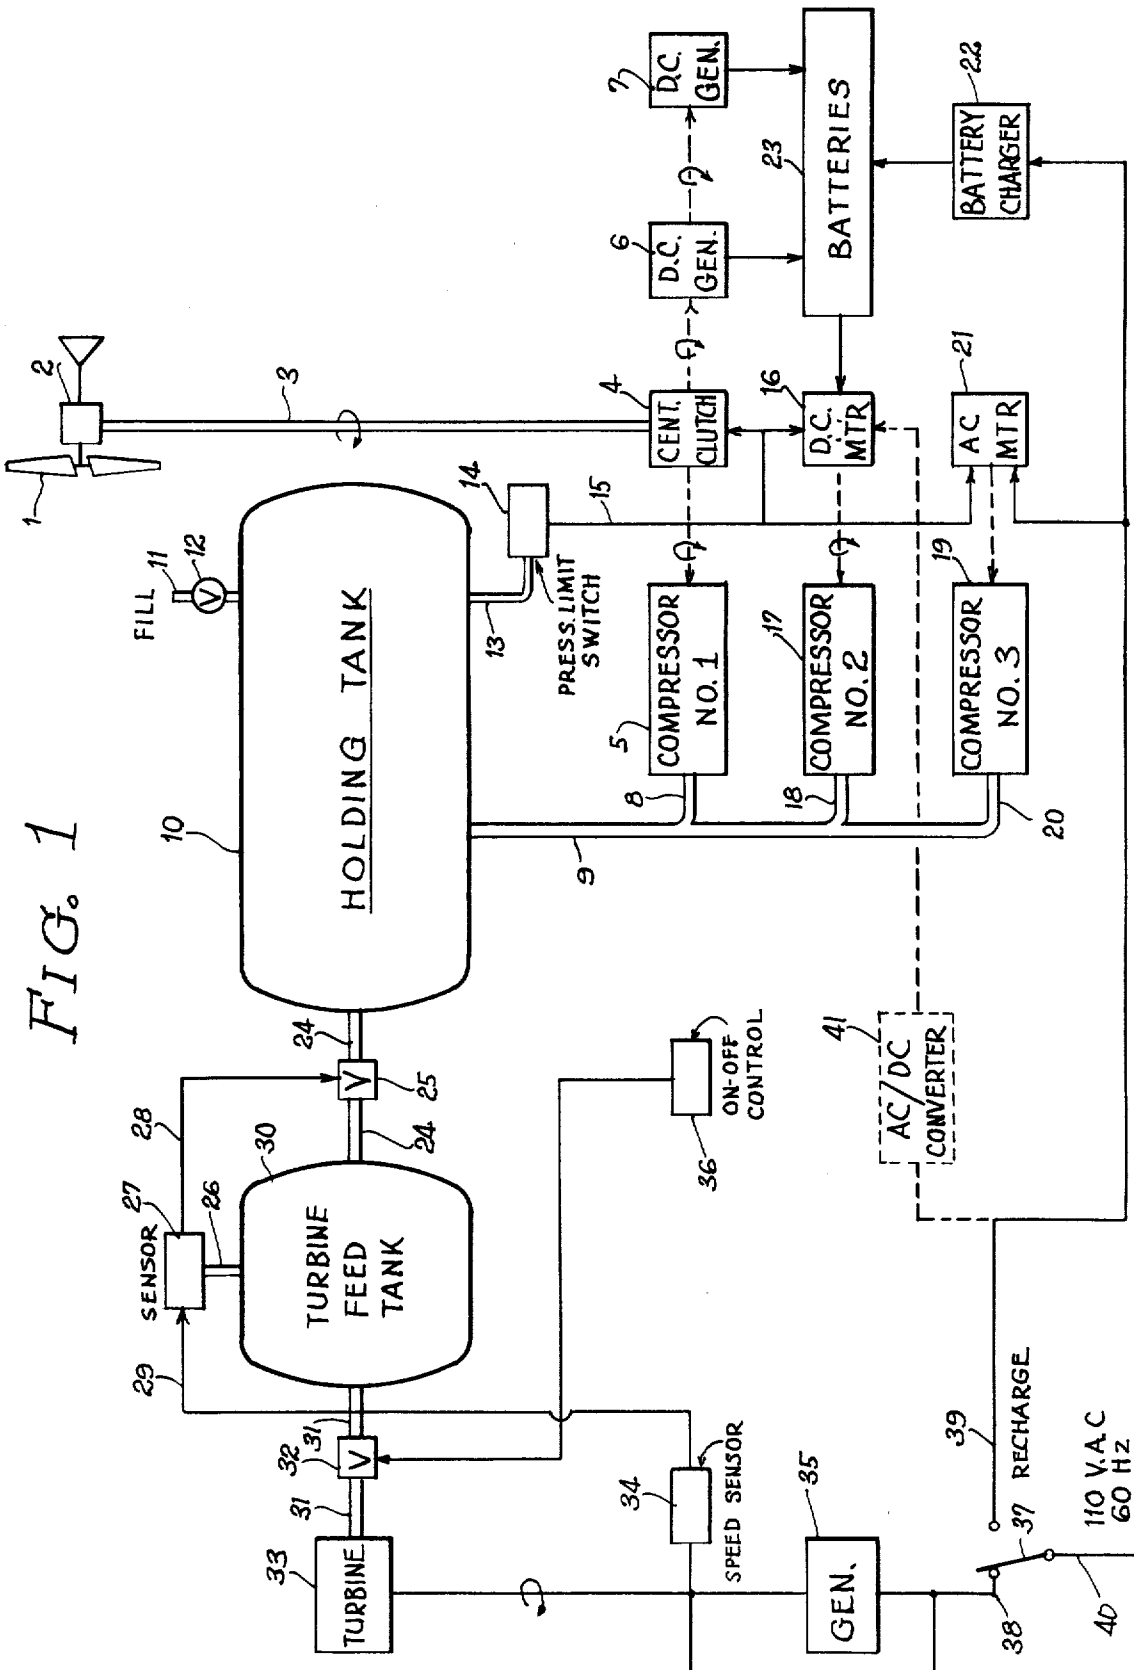 FIG. 1
1
2
3
FILL
11
12
V
10
HOLDING TANK
13
14
PRESS. LIMIT
SWITCH
15
24
V
25
24
28
27
SENSOR
26
30
TURBINE
FEED
TANK
29
31
32
V
31
33
TURBINE
34
SPEED SENSOR
35
GEN.
36
ON-OFF
CONTROL
4
CENT.
CLUTCH
6
D.C.
GEN.
7
D.C.
GEN.
5
COMPRESSOR
NO. 1
8
9
16
D.C.
MTR
23
BATTERIES
17
COMPRESSOR
NO. 2
18
21
AC
MTR
22
BATTERY
CHARGER
19
COMPRESSOR
NO. 3
20
41
AC/DC
CONVERTER
39
RECHARGE
37
38
40
110 V.A.C
60 HZ